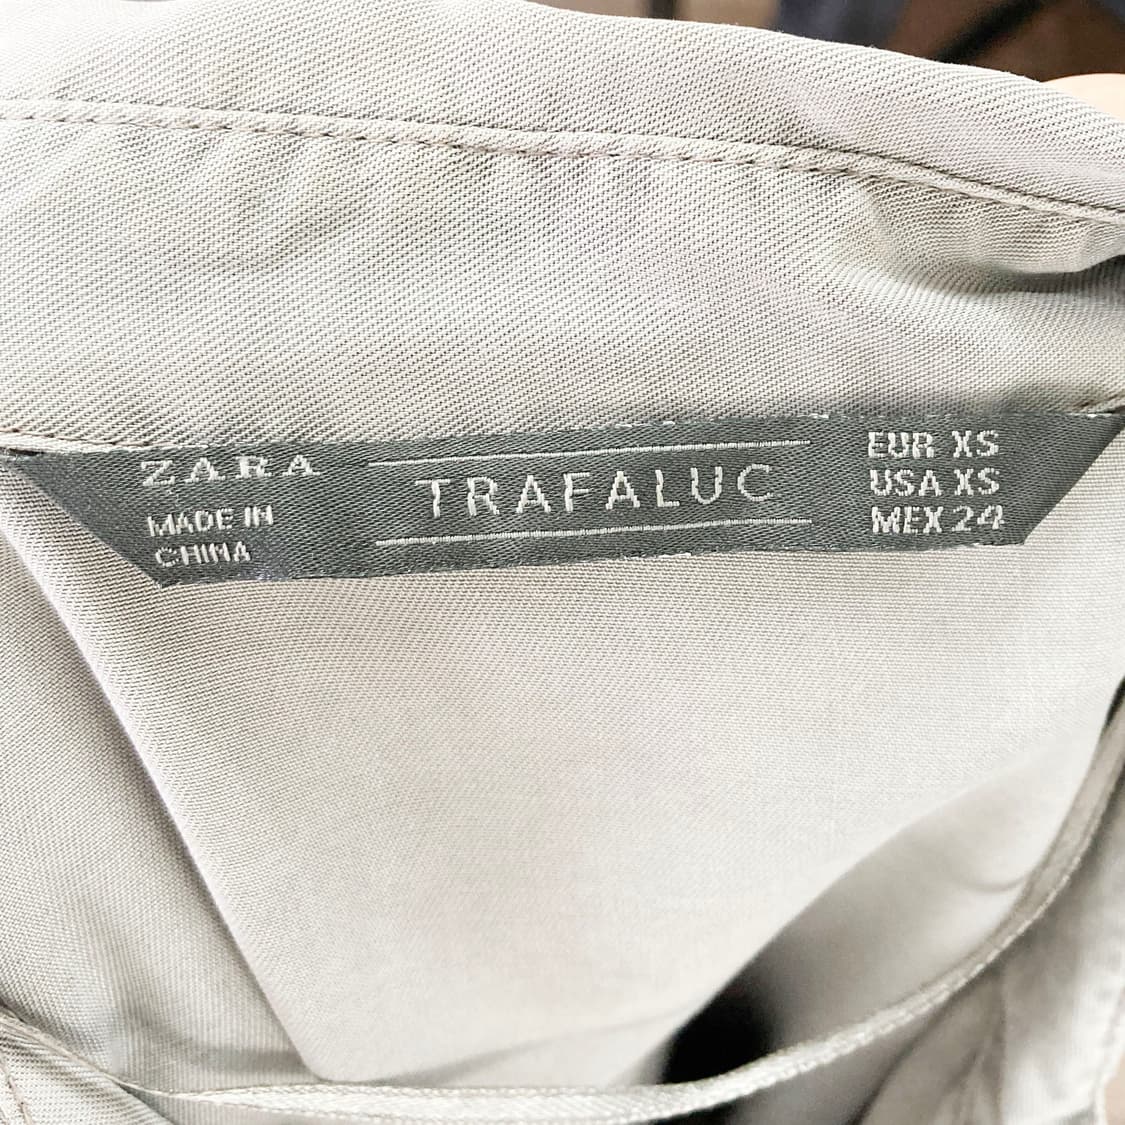 ZARA
MADE IN
CHINA
TRAFALUC
EUR XS
USA XS
MEX 24